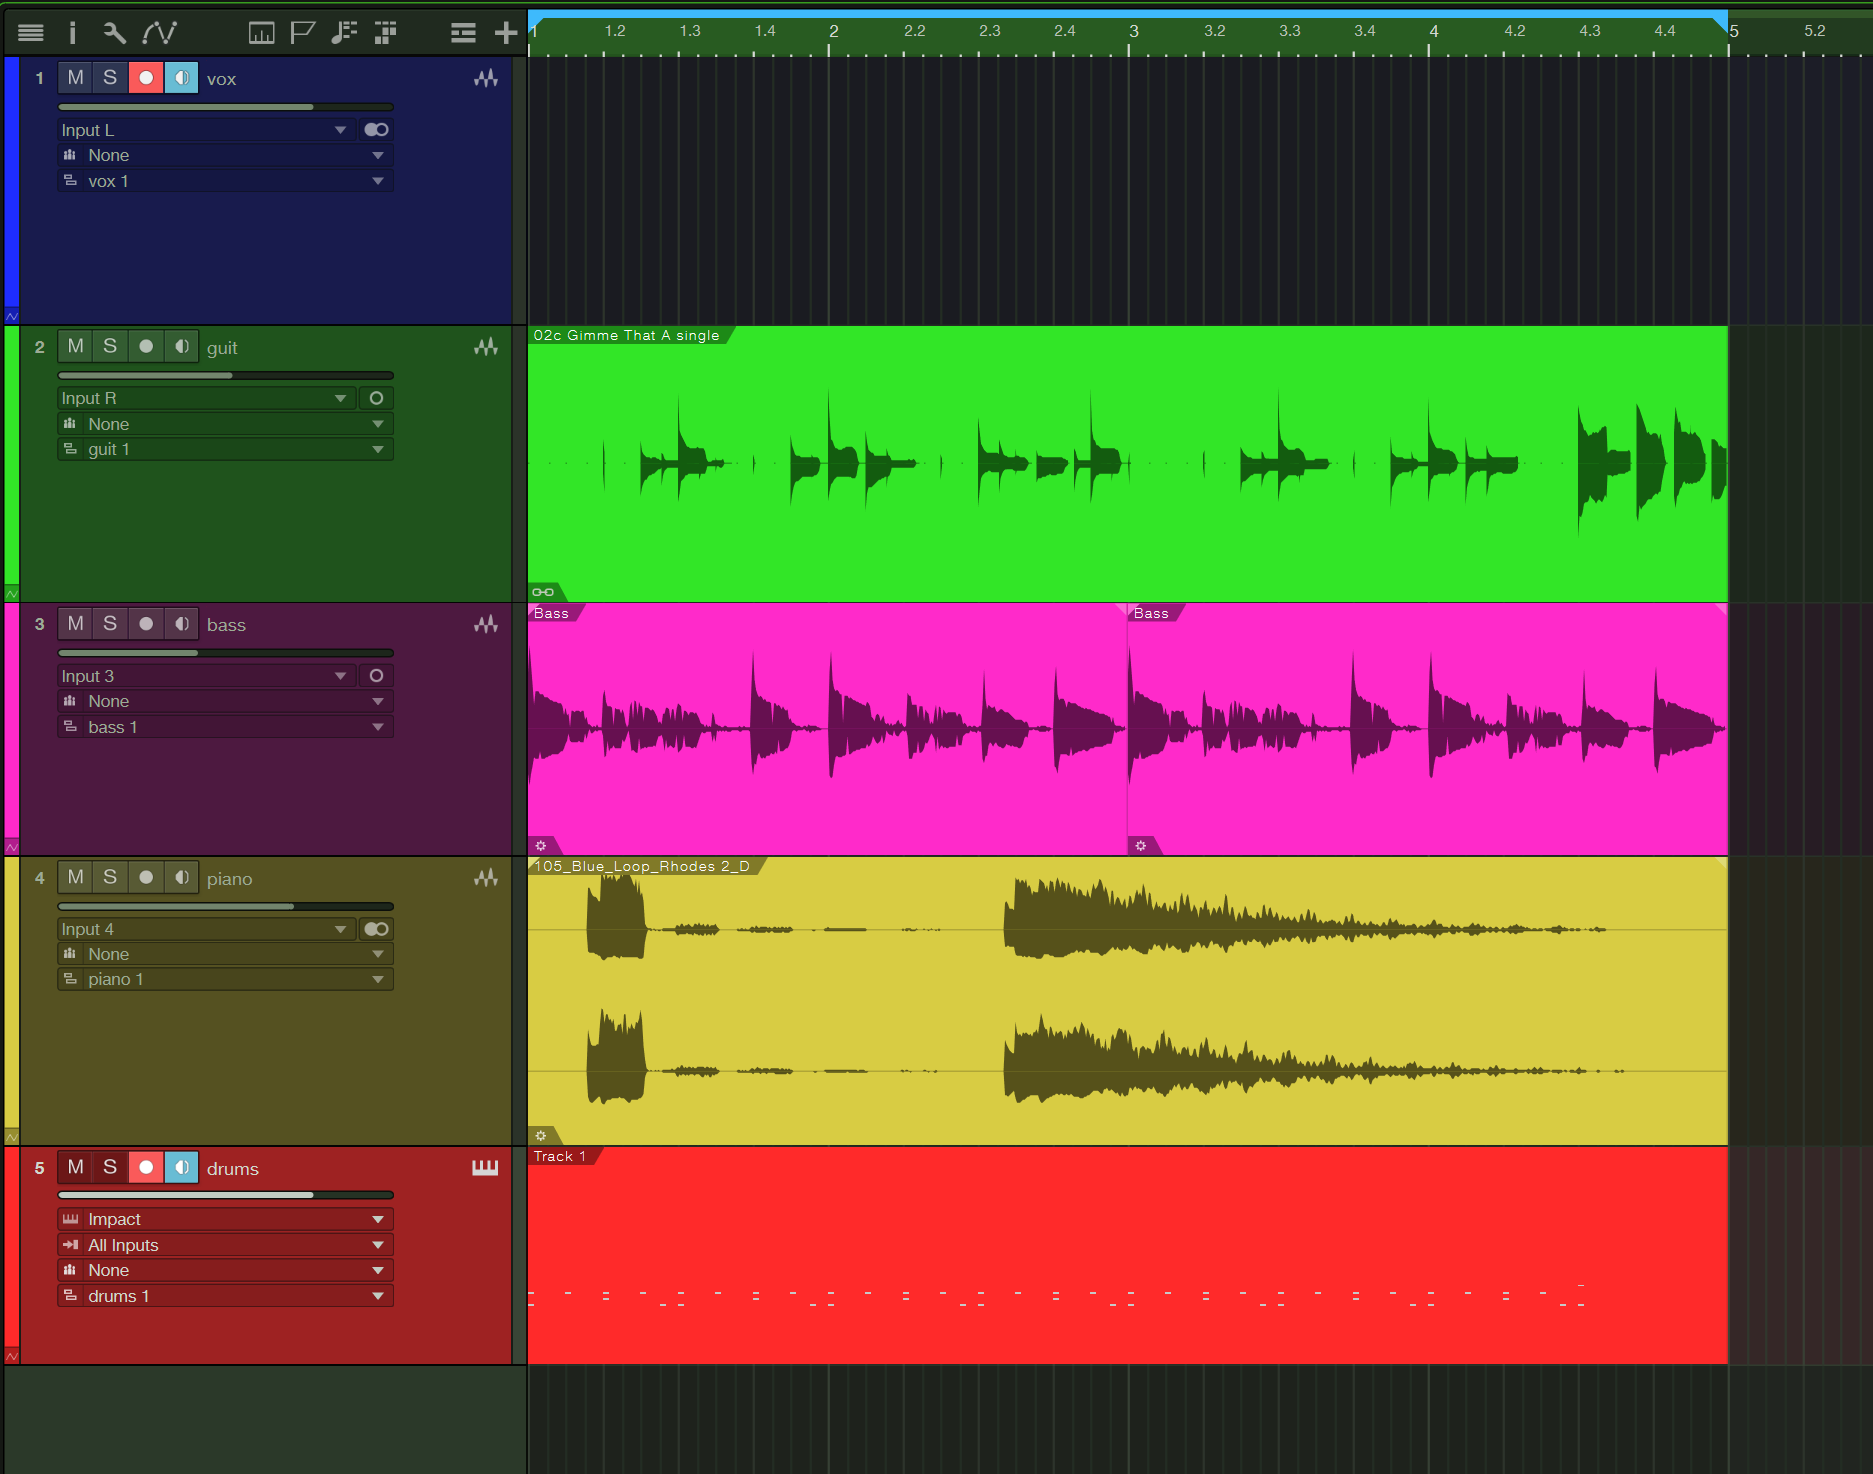 1 1.2 1.3 1.4 2 2.2 2.3 2.4 3 3.2 3.3 3.4 4 4.2 4.3 4.4 5 5.2
1 M S vox
Input L
None
vox 1
2 M S guit
02c Gimme That A single
Input R
None
guit 1
3 M S bass
Bass Bass
Input 3
None
bass 1
4 M S piano
105_Blue_Loop_Rhodes 2_D
Input 4
None
piano 1
5 M S drums
Track 1
Impact
All Inputs
None
drums 1